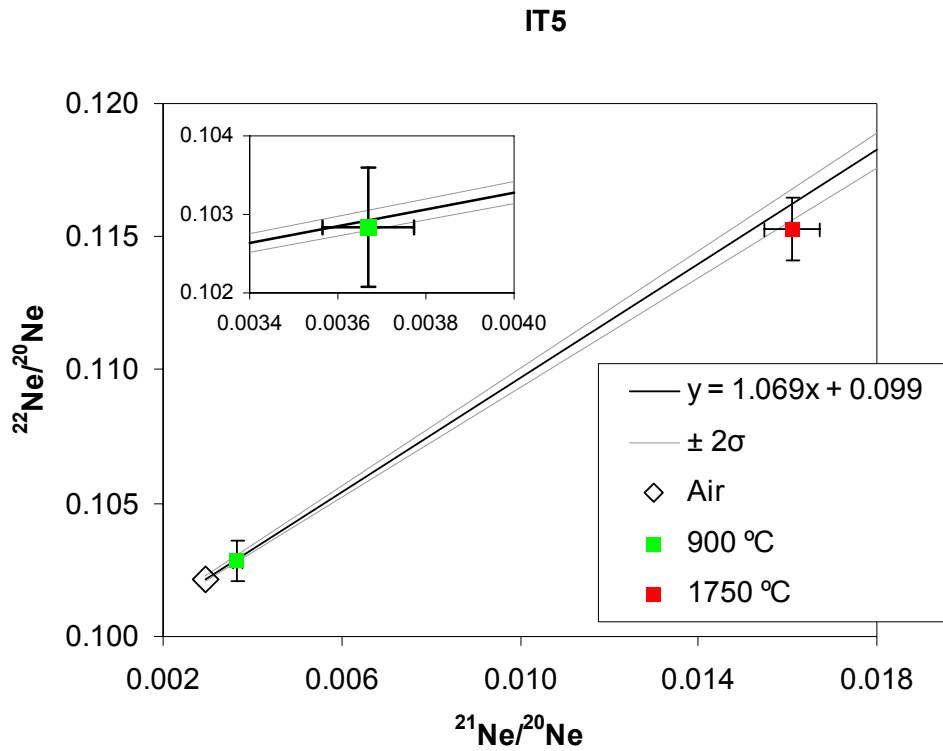 IT5
0.120
0.115
0.110
0.105
0.100
0.002
0.006
0.010
0.014
0.018
²²Ne/²⁰Ne
²¹Ne/²⁰Ne
0.104
0.103
0.102
0.0034
0.0036
0.0038
0.0040
y = 1.069x + 0.099
± 2σ
Air
900 ºC
1750 ºC